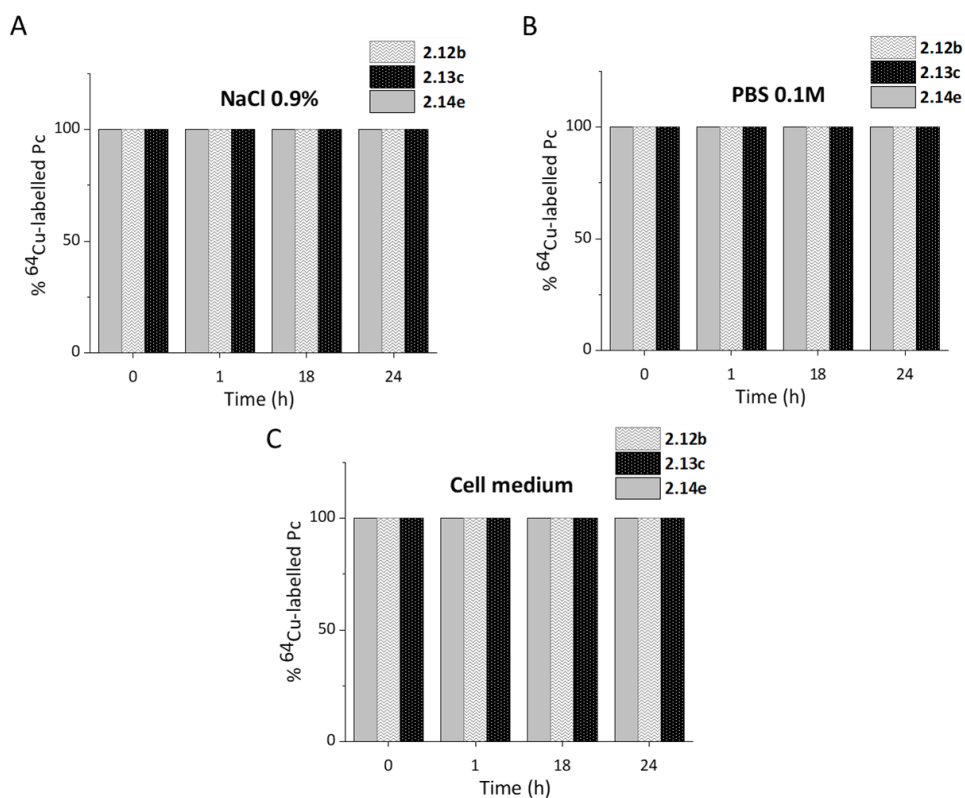 A
2.12b
2.13c
2.14e
NaCl 0.9%
% ⁶⁴Cu-labelled Pc
100
50
0
0 1 18 24
Time (h)
B
2.12b
2.13c
2.14e
PBS 0.1M
% ⁶⁴Cu-labelled Pc
100
50
0
0 1 18 24
Time (h)
C
2.12b
2.13c
2.14e
Cell medium
% ⁶⁴Cu-labelled Pc
100
50
0
0 1 18 24
Time (h)